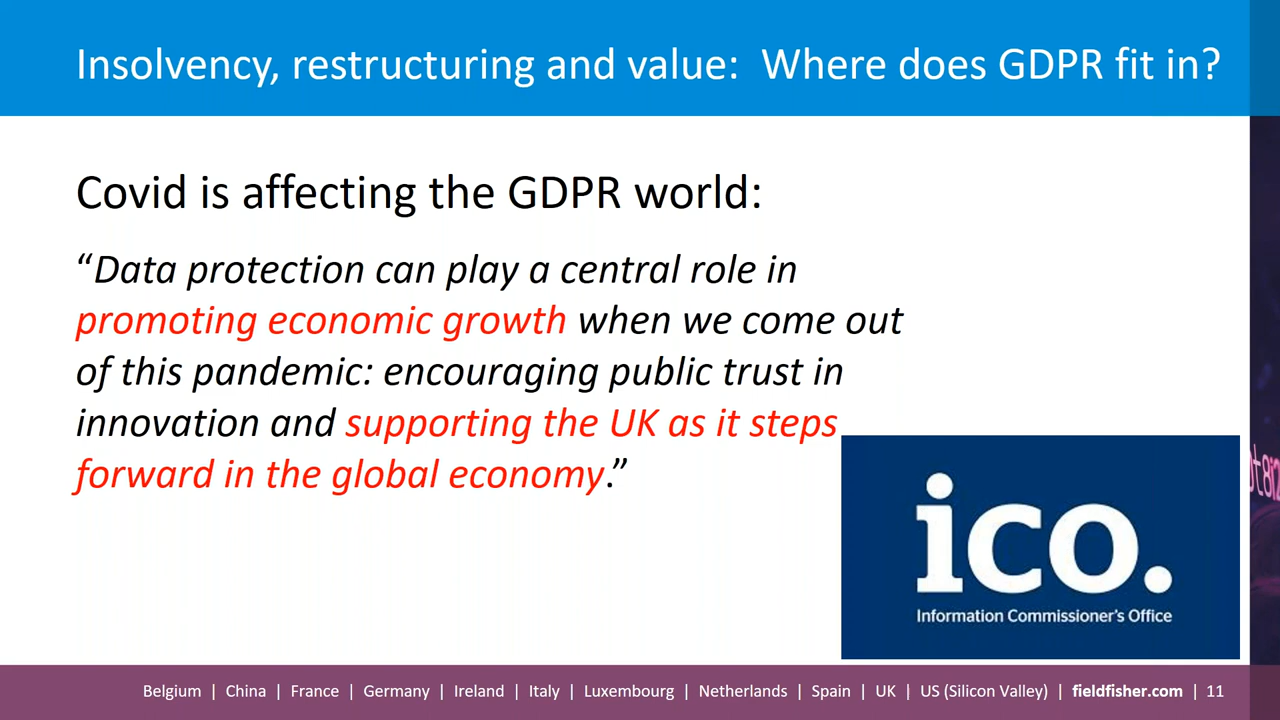 Insolvency, restructuring and value:  Where does GDPR fit in?
Covid is affecting the GDPR world:
“Data protection can play a central role in
promoting economic growth when we come out
of this pandemic: encouraging public trust in
innovation and supporting the UK as it steps
forward in the global economy.”
ico.
Information Commissioner's Office
Belgium | China | France | Germany | Ireland | Italy | Luxembourg | Netherlands | Spain | UK | US (Silicon Valley) | fieldfisher.com | 11